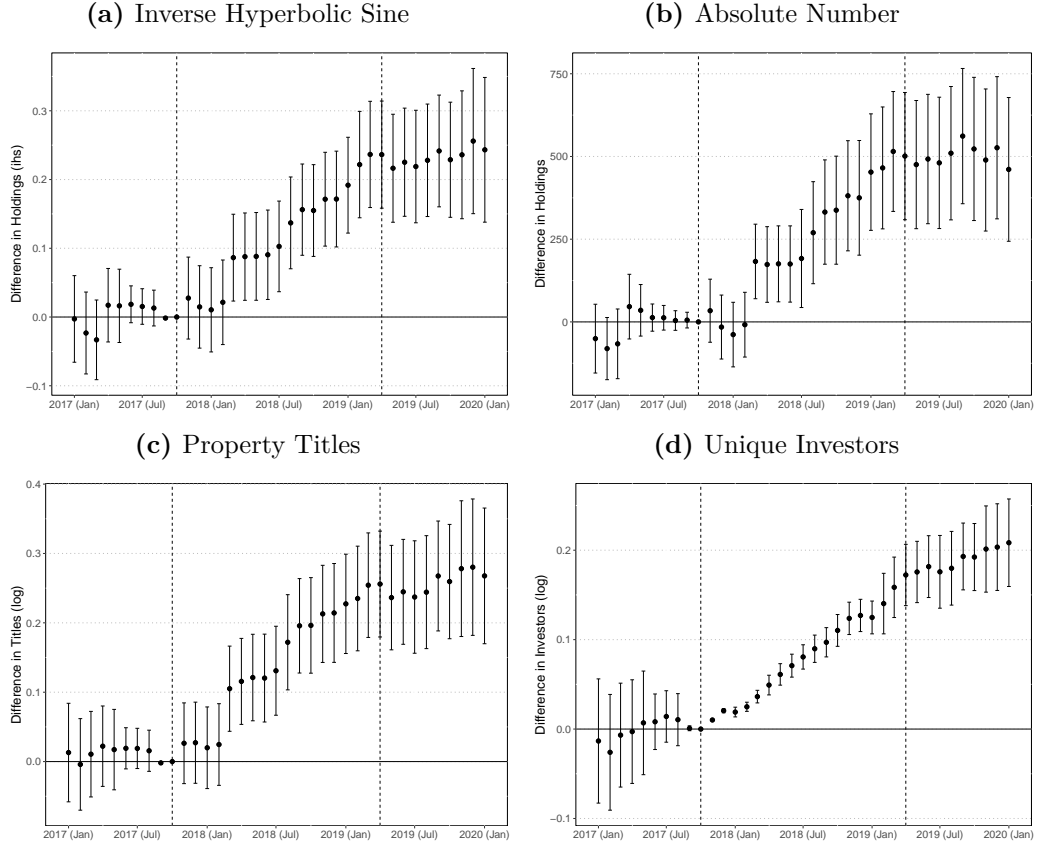 (a) Inverse Hyperbolic Sine
Difference in Holdings (ihs)
0.3
0.2
0.1
0.0
−0.1
2017 (Jan) 2017 (Jul) 2018 (Jan) 2018 (Jul) 2019 (Jan) 2019 (Jul) 2020 (Jan)
(b) Absolute Number
Difference in Holdings
750
500
250
0
2017 (Jan) 2017 (Jul) 2018 (Jan) 2018 (Jul) 2019 (Jan) 2019 (Jul) 2020 (Jan)
(c) Property Titles
Difference in Titles (log)
0.4
0.3
0.2
0.1
0.0
2017 (Jan) 2017 (Jul) 2018 (Jan) 2018 (Jul) 2019 (Jan) 2019 (Jul) 2020 (Jan)
(d) Unique Investors
Difference in Investors (log)
0.2
0.1
0.0
−0.1
2017 (Jan) 2017 (Jul) 2018 (Jan) 2018 (Jul) 2019 (Jan) 2019 (Jul) 2020 (Jan)